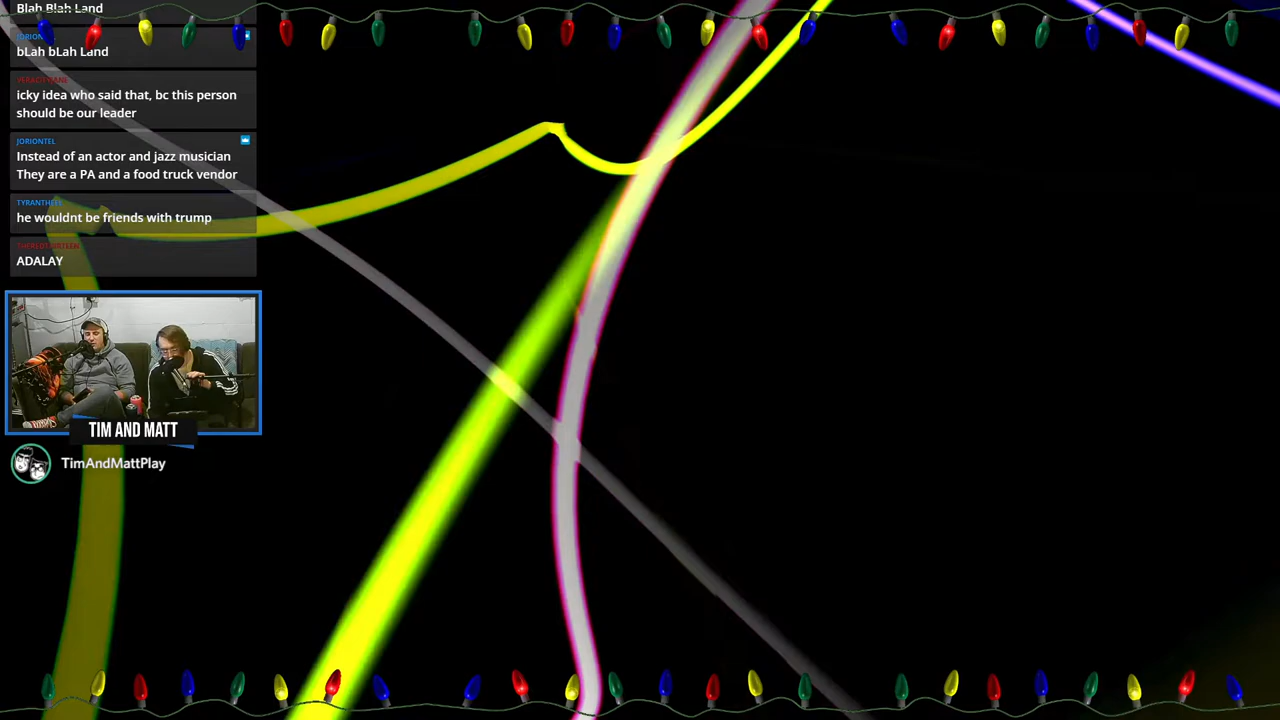 Blah Blah Land
bLah bLah Land
icky idea who said that, bc this person
should be our leader
JORIONTEL
Instead of an actor and jazz musician
They are a PA and a food truck vendor
he wouldnt be friends with trump
ADALAY
TIM AND MATT
TimAndMattPlay